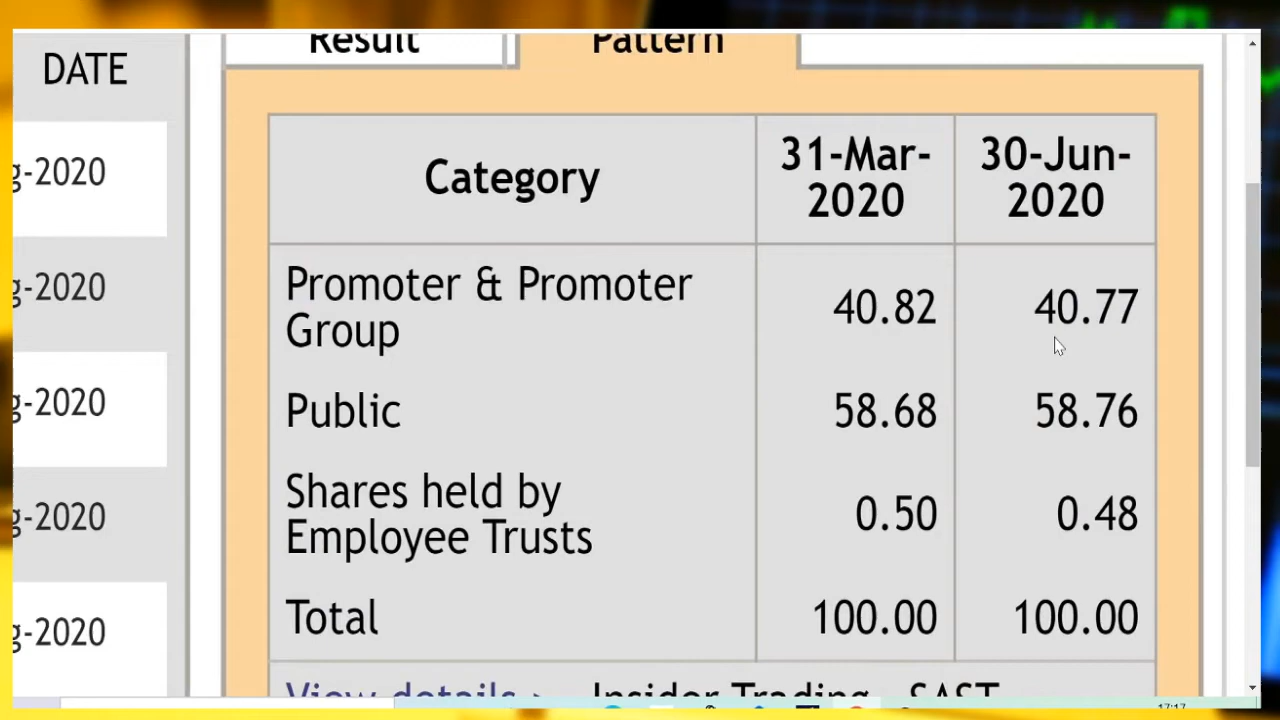 Result Pattern
DATE
Category 31-Mar- 30-Jun-
2020 2020
g-2020
Promoter & Promoter
Group 40.82 40.77
g-2020
Public 58.68 58.76
g-2020
Shares held by
Employee Trusts 0.50 0.48
g-2020
Total 100.00 100.00
g-2020
View details Insider Trading SAST
17:17